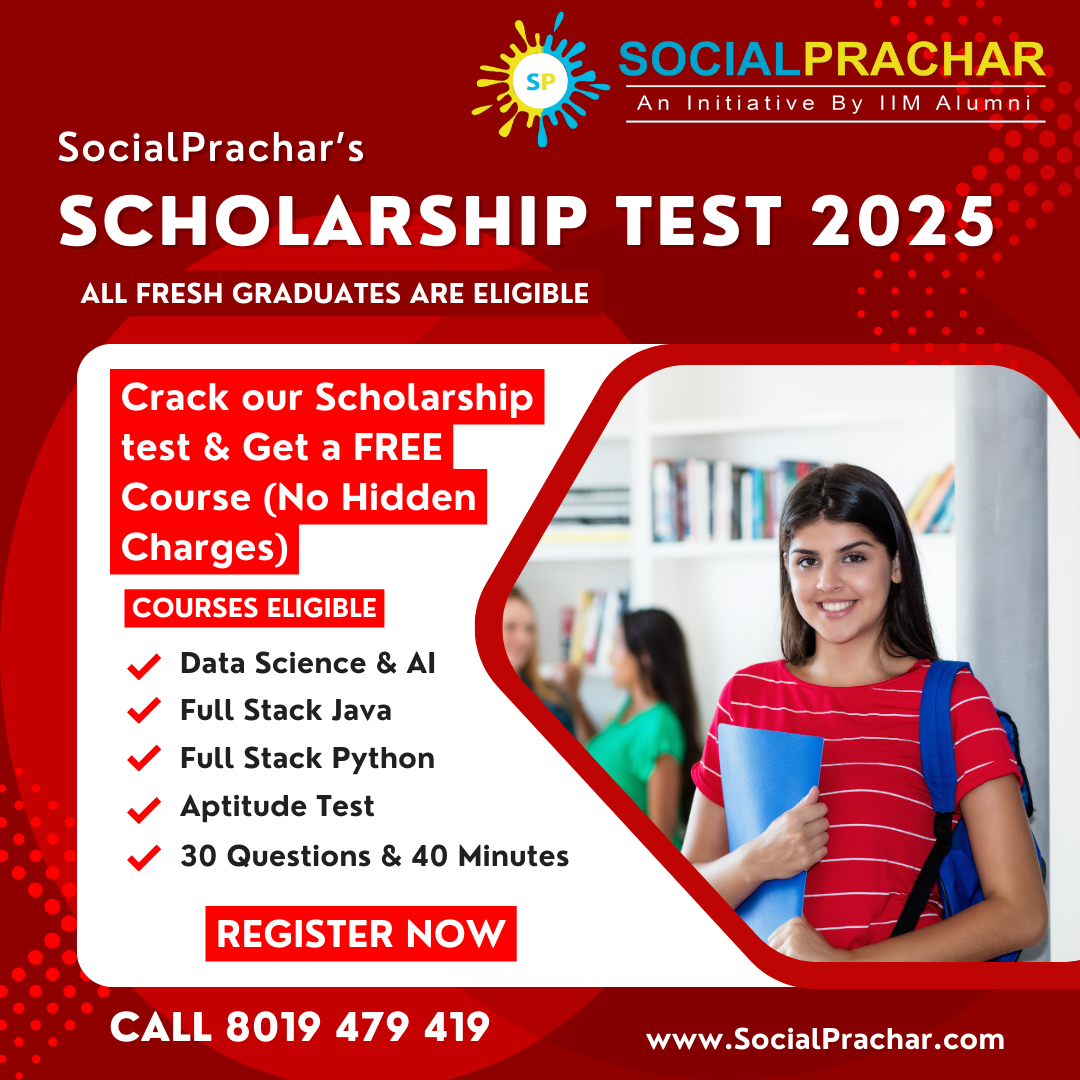 SP
SOCIALPRACHAR
An Initiative By IIM Alumni
SocialPrachar's
SCHOLARSHIP TEST 2025
ALL FRESH GRADUATES ARE ELIGIBLE
Crack our Scholarship
test & Get a FREE
Course (No Hidden
Charges)
COURSES ELIGIBLE
Data Science & AI
Full Stack Java
Full Stack Python
Aptitude Test
30 Questions & 40 Minutes
REGISTER NOW
CALL 8019 479 419
www.SocialPrachar.com